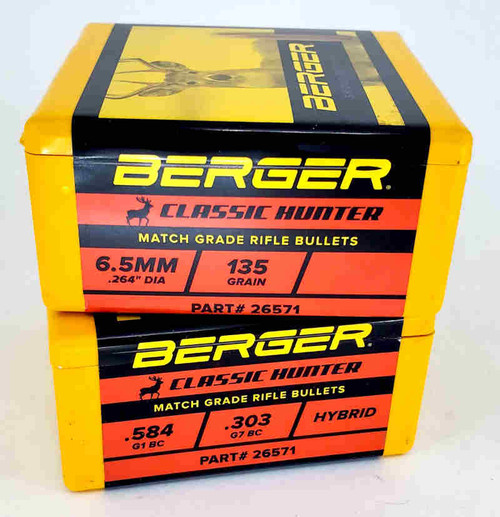 BERGER
BERGER®
CLASSIC HUNTER
MATCH GRADE RIFLE BULLETS
6.5MM 135
.264" DIA GRAIN
PART# 26571
BERGER®
CLASSIC HUNTER
MATCH GRADE RIFLE BULLETS
.584 .303 HYBRID
G1 BC G7 BC
PART# 26571